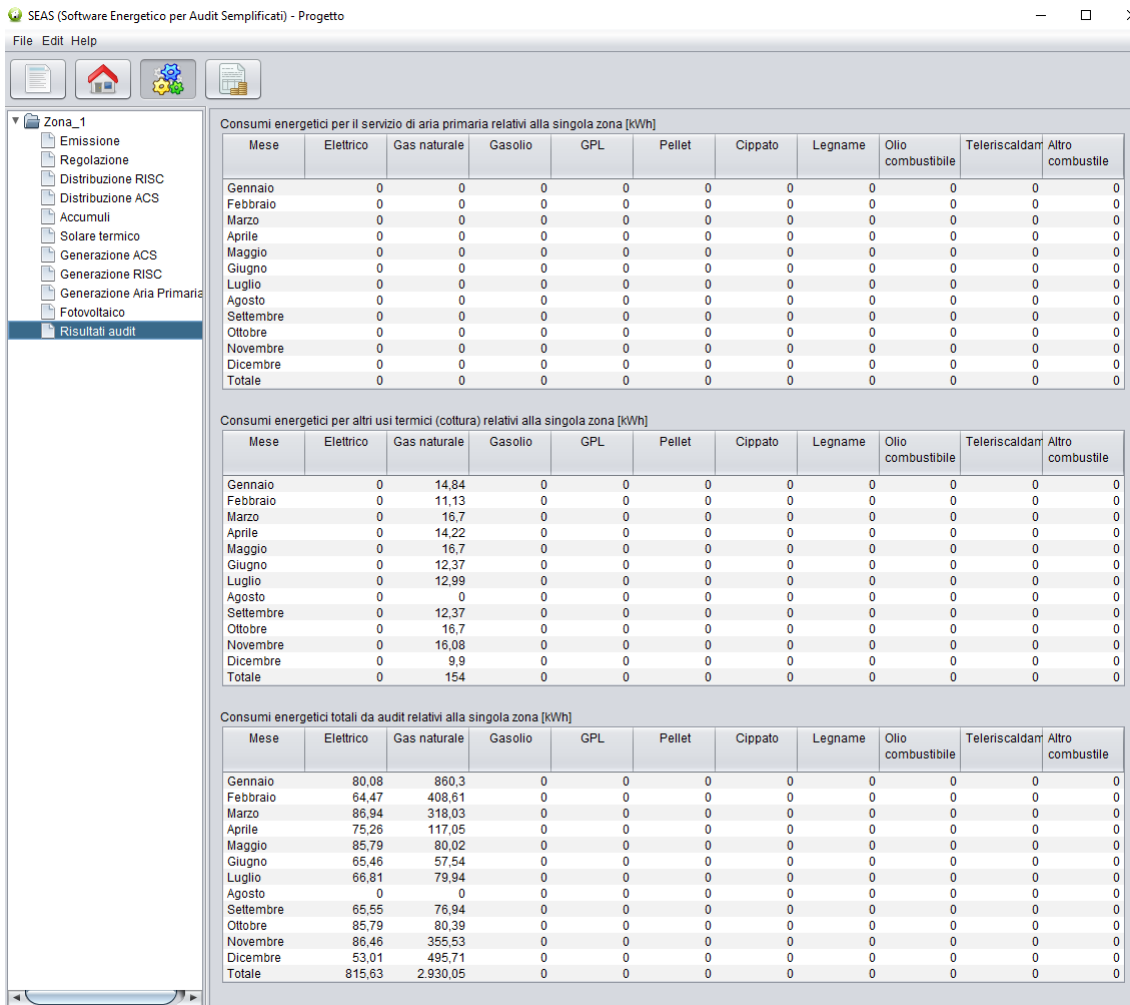 SEAS (Software Energetico per Audit Semplificati) - Progetto
File Edit Help
Zona_1
Emissione
Regolazione
Distribuzione RISC
Distribuzione ACS
Accumuli
Solare termico
Generazione ACS
Generazione RISC
Generazione Aria Primaria
Fotovoltaico
Risultati audit
Consumi energetici per il servizio di aria primaria relativi alla singola zona [kWh]
Mese Elettrico Gas naturale Gasolio GPL Pellet Cippato Legname Olio combustibile Teleriscaldam Altro combustile
Gennaio 0 0 0 0 0 0 0 0 0 0
Febbraio 0 0 0 0 0 0 0 0 0 0
Marzo 0 0 0 0 0 0 0 0 0 0
Aprile 0 0 0 0 0 0 0 0 0 0
Maggio 0 0 0 0 0 0 0 0 0 0
Giugno 0 0 0 0 0 0 0 0 0 0
Luglio 0 0 0 0 0 0 0 0 0 0
Agosto 0 0 0 0 0 0 0 0 0 0
Settembre 0 0 0 0 0 0 0 0 0 0
Ottobre 0 0 0 0 0 0 0 0 0 0
Novembre 0 0 0 0 0 0 0 0 0 0
Dicembre 0 0 0 0 0 0 0 0 0 0
Totale 0 0 0 0 0 0 0 0 0 0
Consumi energetici per altri usi termici (cottura) relativi alla singola zona [kWh]
Mese Elettrico Gas naturale Gasolio GPL Pellet Cippato Legname Olio combustibile Teleriscaldam Altro combustile
Gennaio 0 14,84 0 0 0 0 0 0 0 0
Febbraio 0 11,13 0 0 0 0 0 0 0 0
Marzo 0 16,7 0 0 0 0 0 0 0 0
Aprile 0 14,22 0 0 0 0 0 0 0 0
Maggio 0 16,7 0 0 0 0 0 0 0 0
Giugno 0 12,37 0 0 0 0 0 0 0 0
Luglio 0 12,99 0 0 0 0 0 0 0 0
Agosto 0 0 0 0 0 0 0 0 0 0
Settembre 0 12,37 0 0 0 0 0 0 0 0
Ottobre 0 16,7 0 0 0 0 0 0 0 0
Novembre 0 16,08 0 0 0 0 0 0 0 0
Dicembre 0 9,9 0 0 0 0 0 0 0 0
Totale 0 154 0 0 0 0 0 0 0 0
Consumi energetici totali da audit relativi alla singola zona [kWh]
Mese Elettrico Gas naturale Gasolio GPL Pellet Cippato Legname Olio combustibile Teleriscaldam Altro combustile
Gennaio 80,08 860,3 0 0 0 0 0 0 0 0
Febbraio 64,47 408,61 0 0 0 0 0 0 0 0
Marzo 86,94 318,03 0 0 0 0 0 0 0 0
Aprile 75,26 117,05 0 0 0 0 0 0 0 0
Maggio 85,79 80,02 0 0 0 0 0 0 0 0
Giugno 65,46 57,54 0 0 0 0 0 0 0 0
Luglio 66,81 79,94 0 0 0 0 0 0 0 0
Agosto 0 0 0 0 0 0 0 0 0 0
Settembre 65,55 76,94 0 0 0 0 0 0 0 0
Ottobre 85,79 80,39 0 0 0 0 0 0 0 0
Novembre 86,46 355,53 0 0 0 0 0 0 0 0
Dicembre 53,01 495,71 0 0 0 0 0 0 0 0
Totale 815,63 2.930,05 0 0 0 0 0 0 0 0